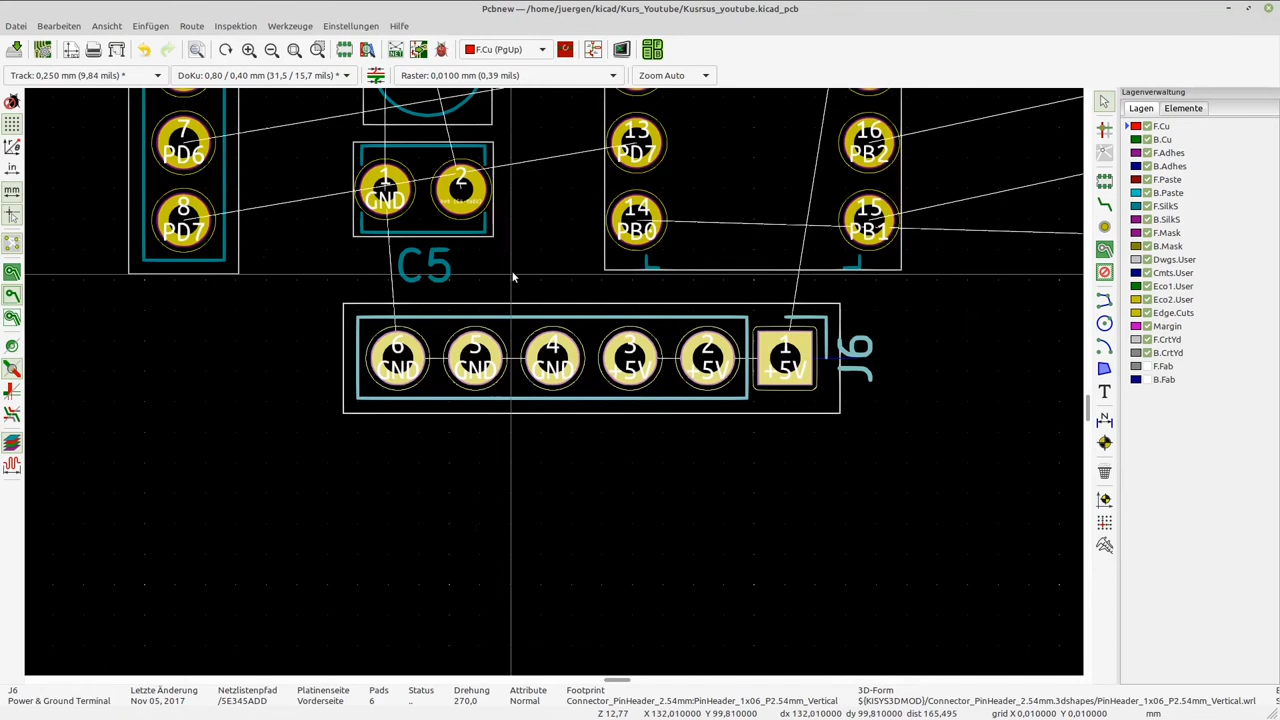 Pcbnew — /home/juergen/kicad/Kurs_Youtube/Kusrsus_youtube.kicad_pcb
Datei Bearbeiten Ansicht Einfügen Route Inspektion Werkzeuge Einstellungen Hilfe
F.Cu (PgUp)
Track: 0,250 mm (9,84 mils) * DoKu: 0,80 / 0,40 mm (31,5 / 15,7 mils) * Raster: 0,0100 mm (0,39 mils) Zoom Auto
Lagenverwaltung
Lagen Elemente
F.Cu
B.Cu
F.Adhes
B.Adhes
F.Paste
B.Paste
F.SilkS
B.SilkS
F.Mask
B.Mask
Dwgs.User
Cmts.User
Eco1.User
Eco2.User
Edge.Cuts
Margin
F.CrtYd
B.CrtYd
F.Fab
B.Fab
in
mm
7
PD6
8
PD7
1
GND
2
C5
13
PD7
14
PB0
16
PB2
15
PB1
6
GND
5
GND
4
GND
3
+5V
2
+5V
1
+5V
J6
T
N
J6 Letzte Änderung Netzlistenpfad Platinenseite Pads Status Drehung Attribute Footprint 3D-Form
Power & Ground Terminal Nov 05, 2017 /5E345ADD Vorderseite 6 .. 270,0 Normal Connector_PinHeader_2.54mm:PinHeader_1x06_P2.54mm_Vertical ${KISYS3DMOD}/Connector_PinHeader_2.54mm.3dshapes/PinHeader_1x06_P2.54mm_Vertical.wrl
Z 12,77 X 132,010000 Y 99,810000 dx 132,010000 dy 99,810000 dist 165,495 grid X 0,010000 Y 0,010000 mm